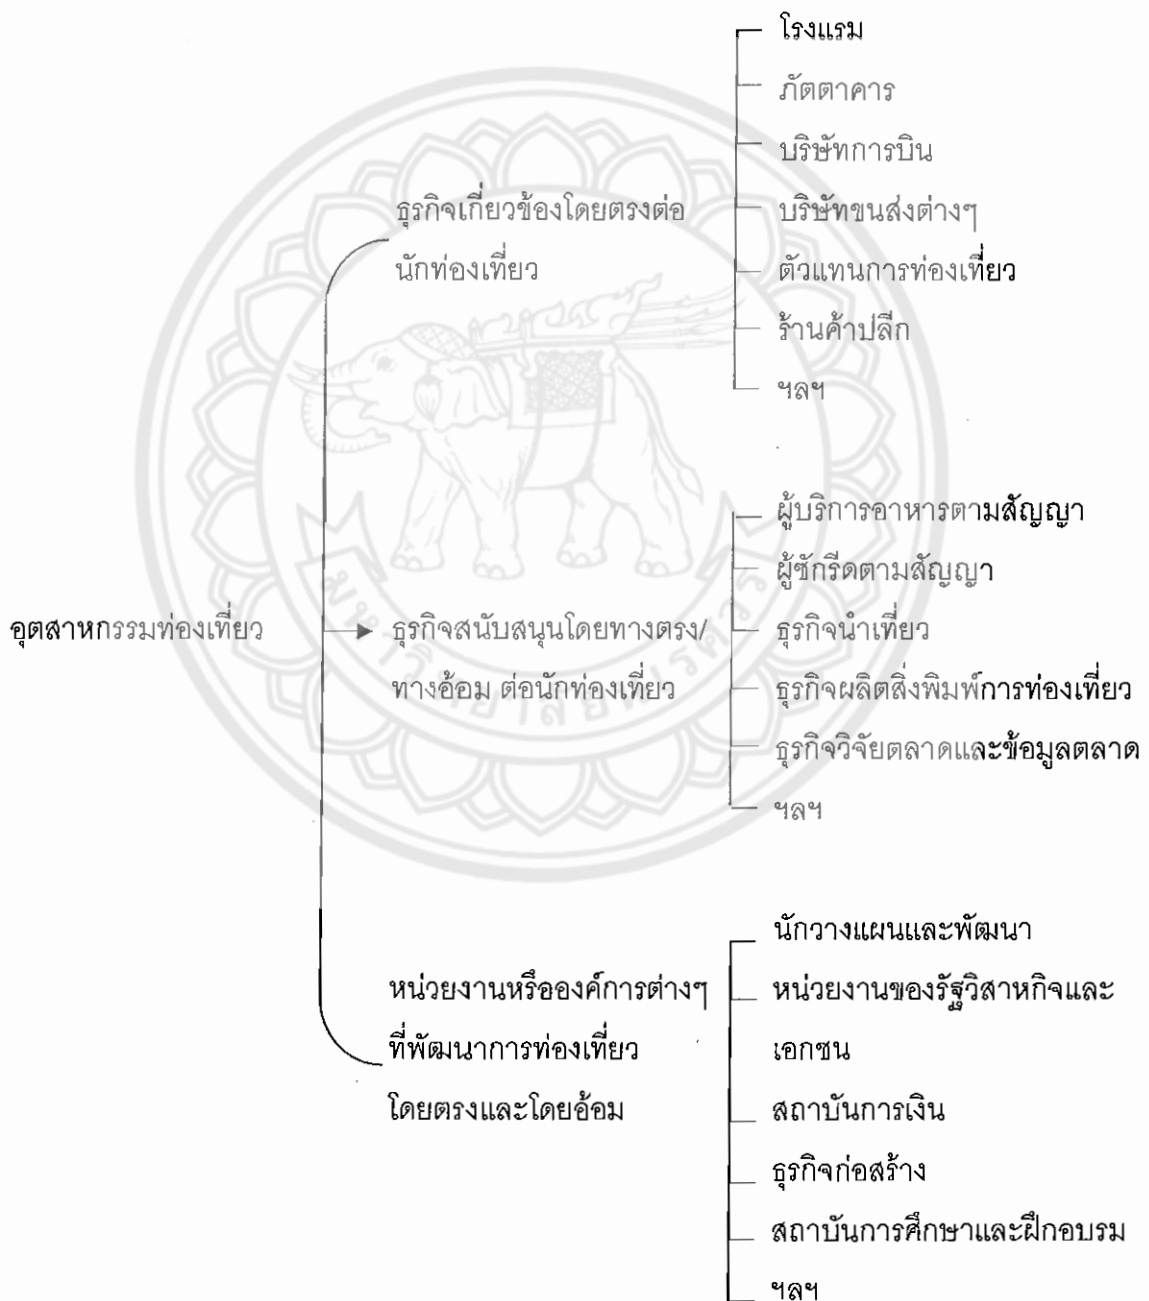 อุตสาหกรรมท่องเที่ยว
ธุรกิจเกี่ยวข้องโดยตรงต่อ
นักท่องเที่ยว
โรงแรม
ภัตตาคาร
บริษัทการบิน
บริษัทขนส่งต่างๆ
ตัวแทนการท่องเที่ยว
ร้านค้าปลีก
ฯลฯ
ธุรกิจสนับสนุนโดยทางตรง/
ทางอ้อม ต่อนักท่องเที่ยว
ผู้บริการอาหารตามสัญญา
ผู้ซักรีดตามสัญญา
ธุรกิจนำเที่ยว
ธุรกิจผลิตสิ่งพิมพ์การท่องเที่ยว
ธุรกิจวิจัยตลาดและข้อมูลตลาด
ฯลฯ
หน่วยงานหรือองค์การต่างๆ
ที่พัฒนาการท่องเที่ยว
โดยตรงและโดยอ้อม
นักวางแผนและพัฒนา
หน่วยงานของรัฐวิสาหกิจและ
เอกชน
สถาบันการเงิน
ธุรกิจก่อสร้าง
สถาบันการศึกษาและฝึกอบรม
ฯลฯ
มหาวิทยาลัยนเรศวร